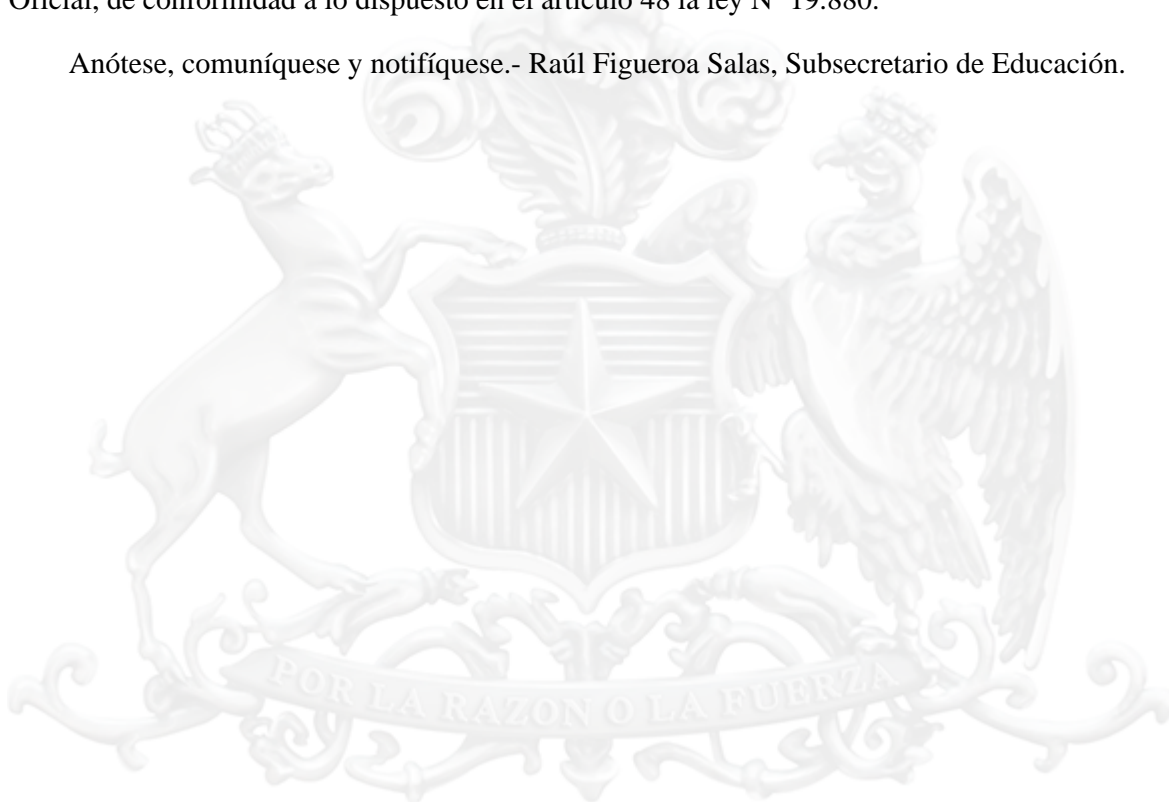 Oficial, de conformidad a lo dispuesto en el artículo 48 la ley N° 19.880.
Anótese, comuníquese y notifíquese.- Raúl Figueroa Salas, Subsecretario de Educación.
POR LA RAZON O LA FUERZA